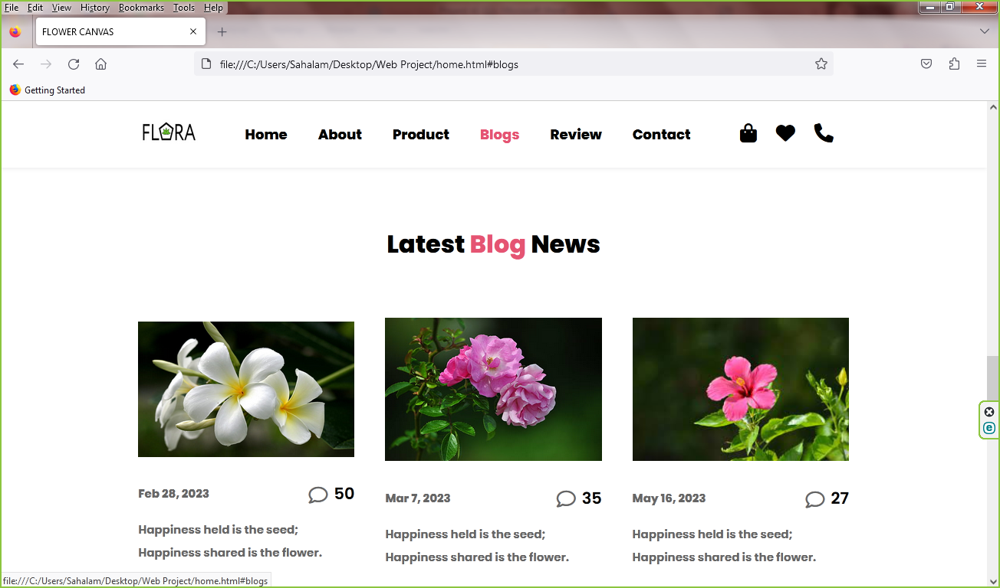 File Edit View History Bookmarks Tools Help
FLOWER CANVAS
file:///C:/Users/Sahalam/Desktop/Web Project/home.html#blogs
Getting Started
FLORA Home About Product Blogs Review Contact
Latest Blog News
Feb 28, 2023 50
Happiness held is the seed;
Happiness shared is the flower.
Mar 7, 2023 35
Happiness held is the seed;
Happiness shared is the flower.
May 16, 2023 27
Happiness held is the seed;
Happiness shared is the flower.
file:///C:/Users/Sahalam/Desktop/Web Project/home.html#blogs